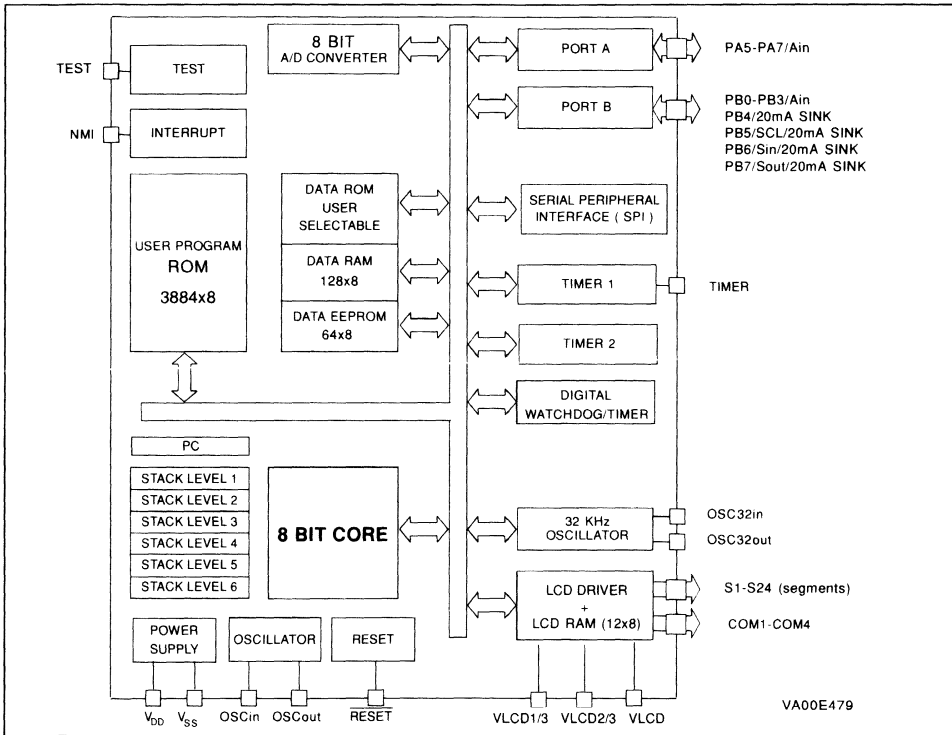 8 BIT
A/D CONVERTER
PORT A
PA5-PA7/Ain
TEST
TEST
PORT B
PB0-PB3/Ain
PB4/20mA SINK
PB5/SCL/20mA SINK
PB6/Sin/20mA SINK
PB7/Sout/20mA SINK
NMI
INTERRUPT
USER PROGRAM
ROM
3884x8
DATA ROM
USER
SELECTABLE
DATA RAM
128x8
DATA EEPROM
64x8
SERIAL PERIPHERAL
INTERFACE ( SPI )
TIMER 1
TIMER
TIMER 2
DIGITAL
WATCHDOG/TIMER
PC
STACK LEVEL 1
STACK LEVEL 2
STACK LEVEL 3
STACK LEVEL 4
STACK LEVEL 5
STACK LEVEL 6
8 BIT CORE
32 KHz
OSCILLATOR
OSC32in
OSC32out
LCD DRIVER
+
LCD RAM (12x8)
S1-S24 (segments)
COM1-COM4
POWER
SUPPLY
OSCILLATOR
RESET
VDD VSS OSCin OSCout RESET VLCD1/3 VLCD2/3 VLCD
VA00E479